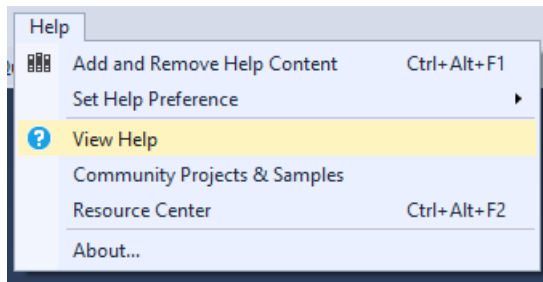 Help
Add and Remove Help Content Ctrl+Alt+F1
Set Help Preference
View Help
Community Projects & Samples
Resource Center Ctrl+Alt+F2
About...